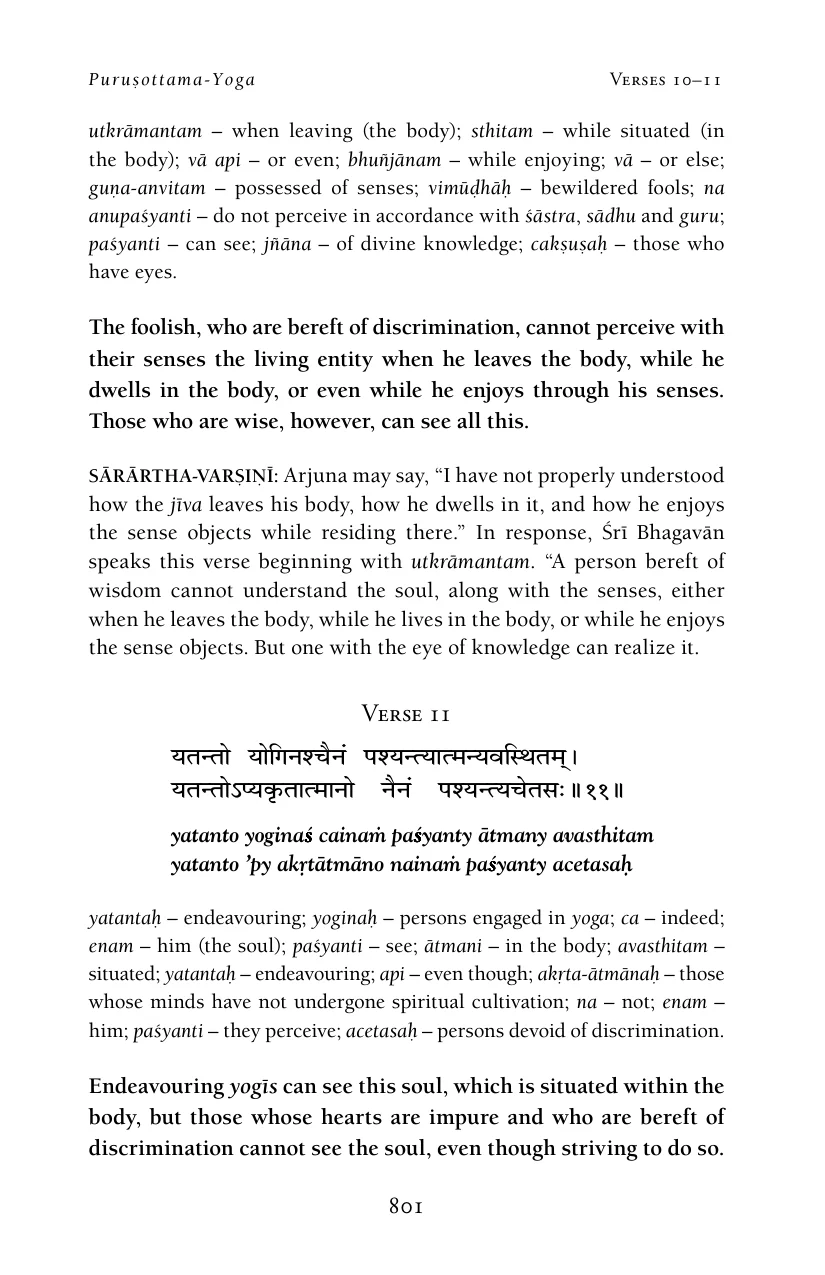 Puruṣottama-Yoga Verses 10–11
utkrāmantam – when leaving (the body); sthitam – while situated (in
the body); vā api – or even; bhuñjānam – while enjoying; vā – or else;
guṇa-anvitam – possessed of senses; vimūḍhāḥ – bewildered fools; na
anupaśyanti – do not perceive in accordance with śāstra, sādhu and guru;
paśyanti – can see; jñāna – of divine knowledge; cakṣuṣaḥ – those who
have eyes.
The foolish, who are bereft of discrimination, cannot perceive with
their senses the living entity when he leaves the body, while he
dwells in the body, or even while he enjoys through his senses.
Those who are wise, however, can see all this.
SĀRĀRTHA-VARṢIṆĪ: Arjuna may say, “I have not properly understood
how the jīva leaves his body, how he dwells in it, and how he enjoys
the sense objects while residing there.” In response, Śrī Bhagavān
speaks this verse beginning with utkrāmantam. “A person bereft of
wisdom cannot understand the soul, along with the senses, either
when he leaves the body, while he lives in the body, or while he enjoys
the sense objects. But one with the eye of knowledge can realize it.
Verse 11
यतन्तो योगिनश्चैनं पश्यन्त्यात्मन्यवस्थितम् ।
यतन्तोऽप्यकृतात्मानो नैनं पश्यन्त्यचेतसः ॥ ११ ॥
yatanto yoginaś cainaṁ paśyanty ātmany avasthitam
yatanto ’py akṛtātmāno nainaṁ paśyanty acetasaḥ
yatantaḥ – endeavouring; yoginaḥ – persons engaged in yoga; ca – indeed;
enam – him (the soul); paśyanti – see; ātmani – in the body; avasthitam –
situated; yatantaḥ – endeavouring; api – even though; akṛta-ātmānaḥ – those
whose minds have not undergone spiritual cultivation; na – not; enam –
him; paśyanti – they perceive; acetasaḥ – persons devoid of discrimination.
Endeavouring yogīs can see this soul, which is situated within the
body, but those whose hearts are impure and who are bereft of
discrimination cannot see the soul, even though striving to do so.
801